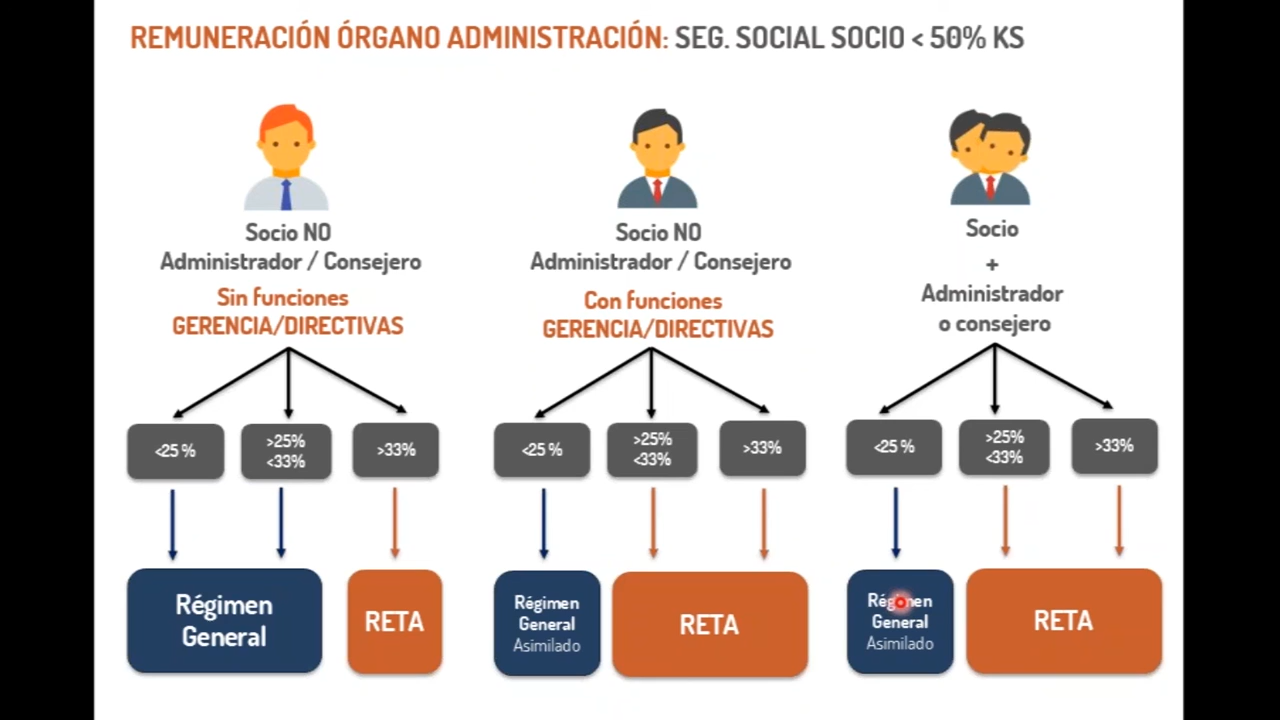 REMUNERACIÓN ÓRGANO ADMINISTRACIÓN: SEG. SOCIAL SOCIO < 50% KS
Socio NO
Administrador / Consejero
Sin funciones
GERENCIA/DIRECTIVAS
<25 %
>25%
<33%
>33%
Régimen
General
RETA
Socio NO
Administrador / Consejero
Con funciones
GERENCIA/DIRECTIVAS
<25 %
>25%
<33%
>33%
Régimen
General
Asimilado
RETA
Socio
+
Administrador
o consejero
<25 %
>25%
<33%
>33%
Régimen
General
Asimilado
RETA